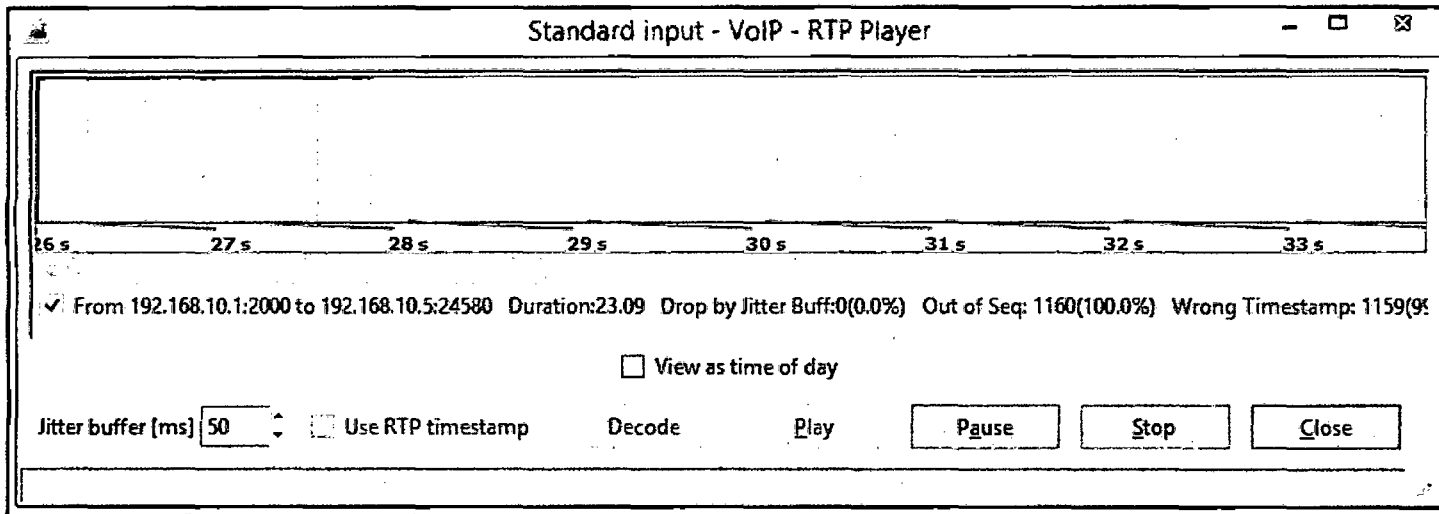 Standard input - VoIP - RTP Player
26 s 27 s 28 s 29 s 30 s 31 s 32 s 33 s
From 192.168.10.1:2000 to 192.168.10.5:24580 Duration:23.09 Drop by Jitter Buff:0(0.0%) Out of Seq: 1160(100.0%) Wrong Timestamp: 1159(99
View as time of day
Jitter buffer [ms] 50 Use RTP timestamp Decode Play Pause Stop Close